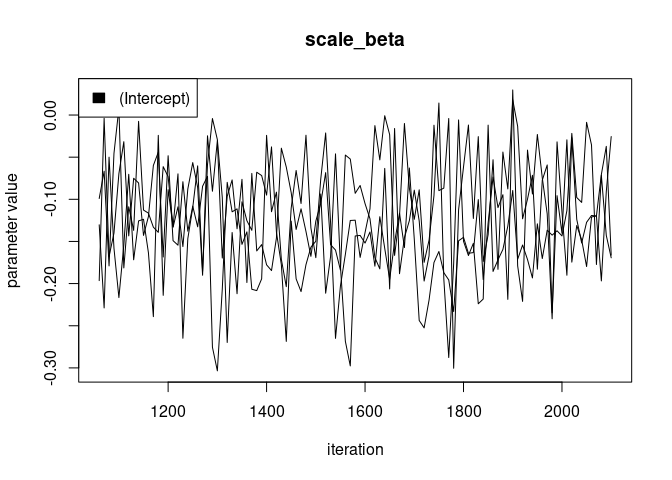 scale_beta
(Intercept)
0.00
-0.10
-0.20
-0.30
parameter value
1200 1400 1600 1800 2000
iteration